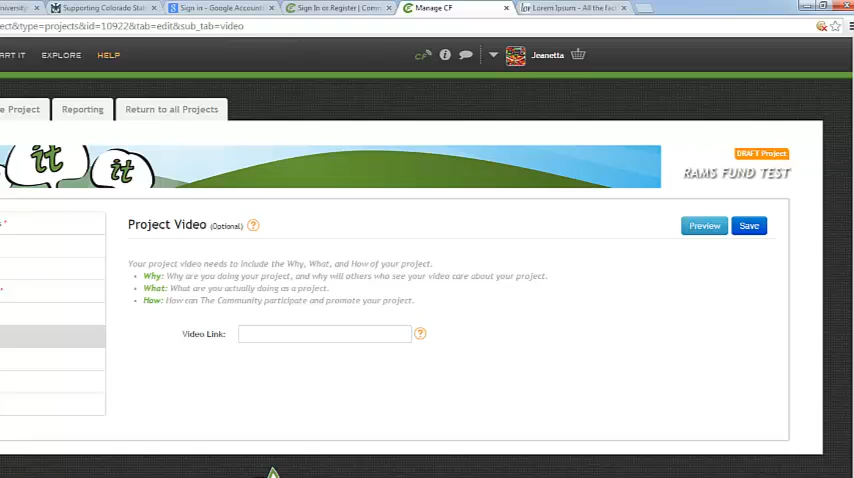 university
Supporting Colorado Stat
Sign in - Google Account
Sign In or Register | Comm
Manage CF
Lorem Ipsum - All the fact
ect&type=projects&id=10922&tab=edit&sub_tab=video
ART IT EXPLORE HELP
CF Jeanetta
e Project Reporting Return to all Projects
it it
DRAFT Project
RAMS FUND TEST
Project Video (Optional) ?
Preview Save
Your project video needs to include the Why, What, and How of your project.
• Why: Why are you doing your project, and why will others who see your video care about your project.
• What: What are you actually doing as a project.
• How: How can The Community participate and promote your project.
Video Link: ?